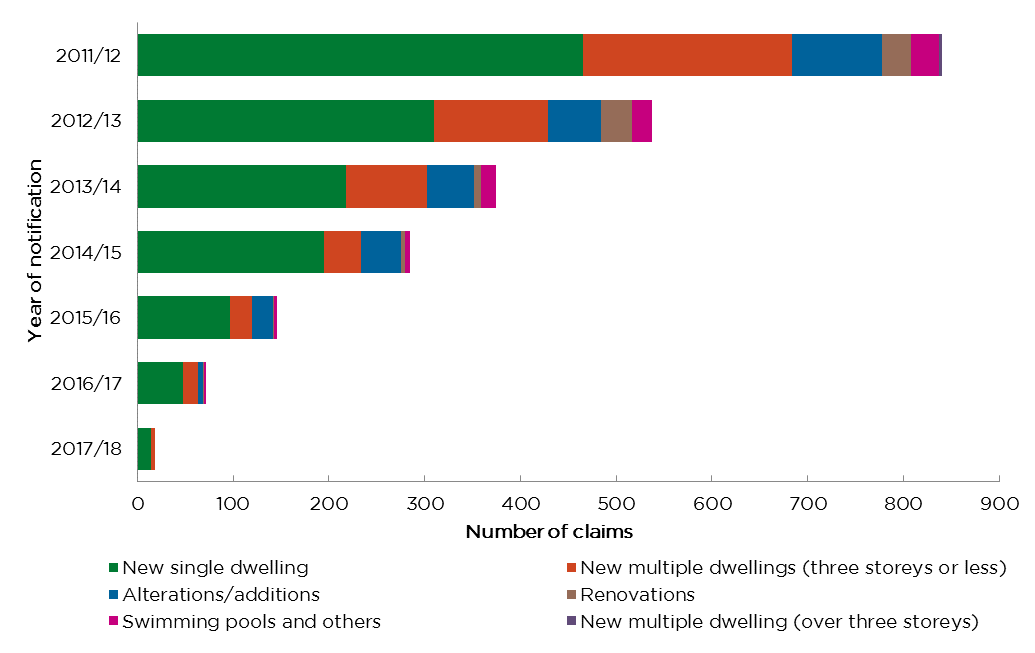 Year of notification
2011/12
2012/13
2013/14
2014/15
2015/16
2016/17
2017/18
0 100 200 300 400 500 600 700 800 900
Number of claims
New single dwelling
New multiple dwellings (three storeys or less)
Alterations/additions
Renovations
Swimming pools and others
New multiple dwelling (over three storeys)